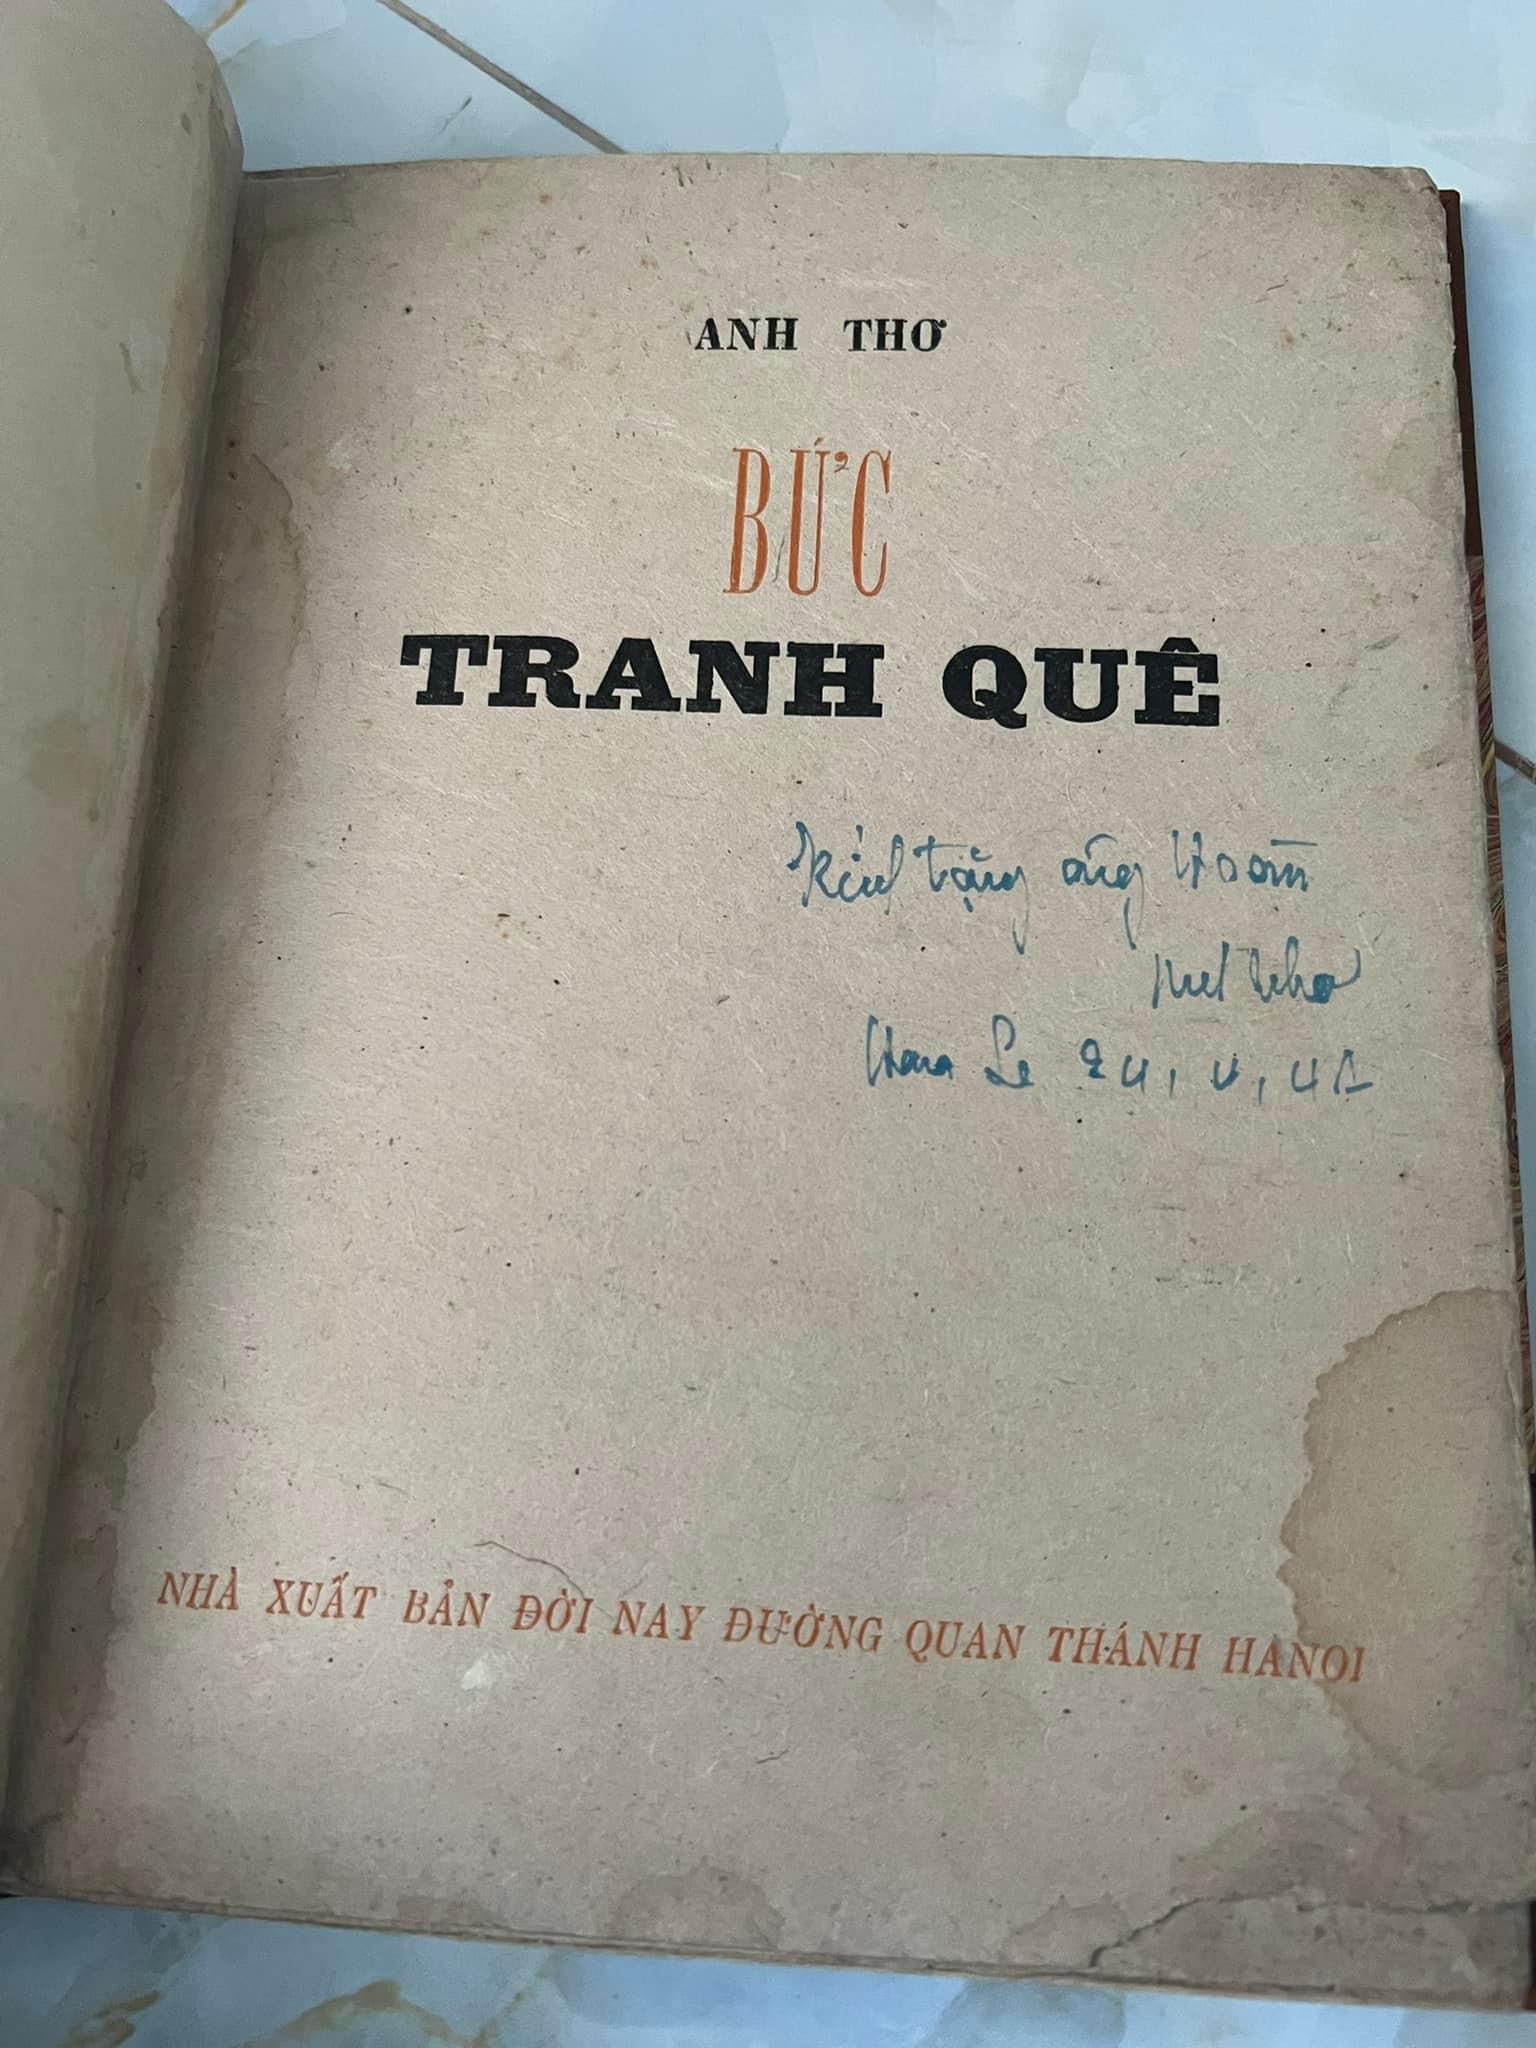 ANH THƠ
BỨC
TRANH QUÊ
Kính tặng ông Hoàn
NHÀ XUẤT BẢN ĐỜI NAY ĐƯỜNG QUAN THÁNH HANOI